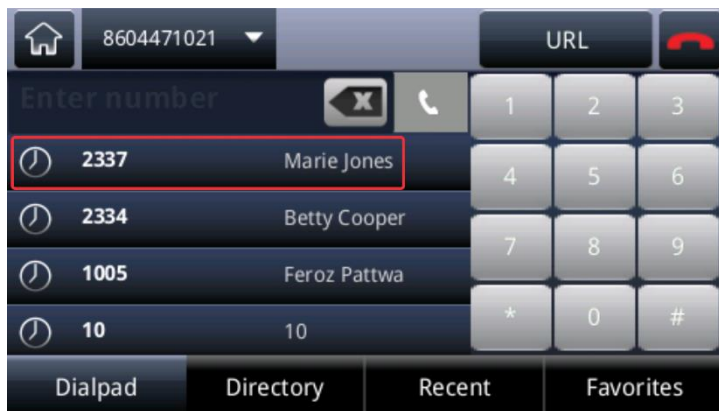 8604471021
URL
Enter number
X
1 2 3
2337 Marie Jones
4 5 6
2334 Betty Cooper
7 8 9
1005 Feroz Pattwa
* 0 #
10 10
Dialpad Directory Recent Favorites